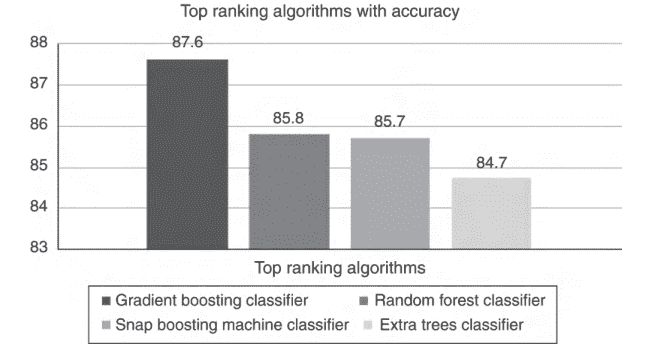 Top ranking algorithms with accuracy
88
87.6
87
86
85.8
85.7
85
84.7
84
83
Top ranking algorithms
Gradient boosting classifier
Random forest classifier
Snap boosting machine classifier
Extra trees classifier